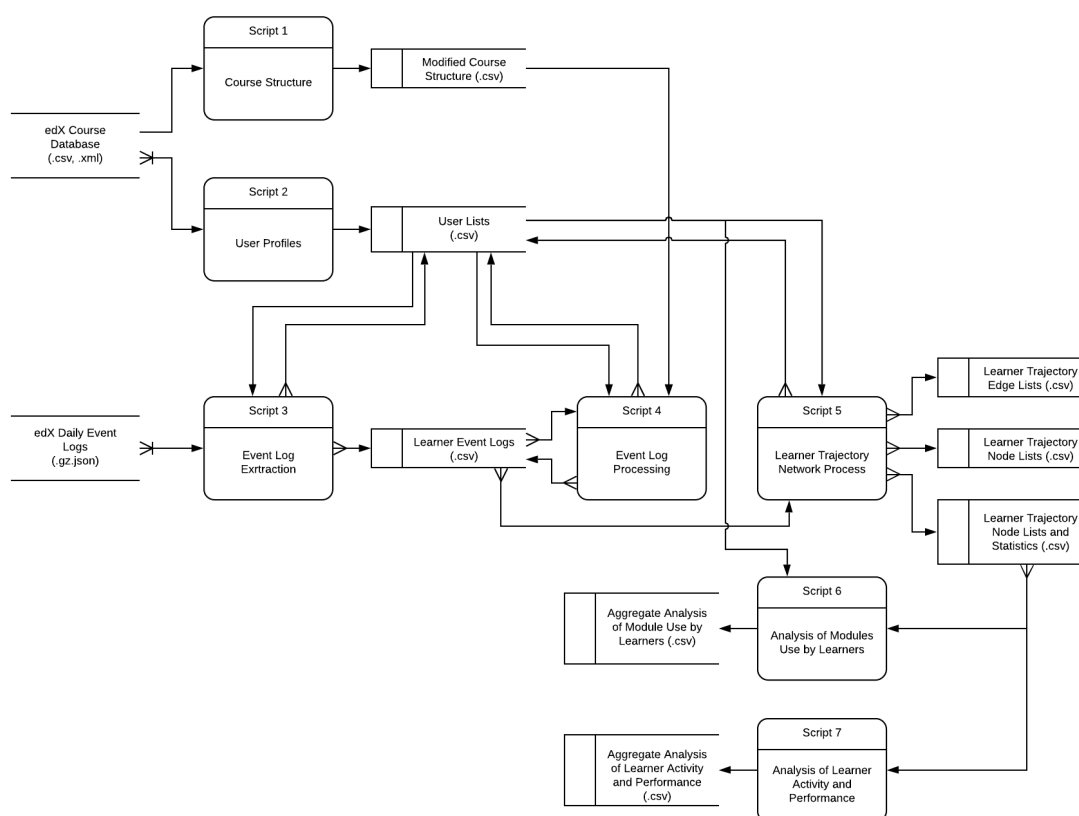 Script 1
Course Structure
Modified Course
Structure (.csv)
edX Course
Database
(.csv, .xml)
Script 2
User Profiles
User Lists
(.csv)
edX Daily Event
Logs
(.gz.json)
Script 3
Event Log
Exrtraction
Learner Event Logs
(.csv)
Script 4
Event Log
Processing
Script 5
Learner Trajectory
Network Process
Learner Trajectory
Edge Lists (.csv)
Learner Trajectory
Node Lists (.csv)
Learner Trajectory
Node Lists and
Statistics (.csv)
Script 6
Analysis of Modules
Use by Learners
Aggregate Analysis
of Module Use by
Learners (.csv)
Script 7
Analysis of Learner
Activity and
Performance
Aggregate Analysis
of Learner Activity
and Performance
(.csv)